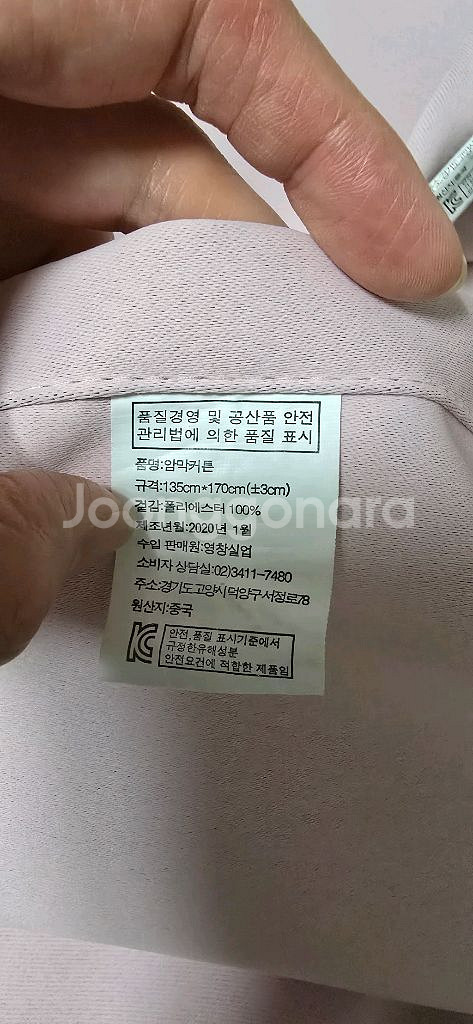 품질경영 및 공산품 안전
관리법에 의한 품질 표시
품명:암막커튼
규격:135cm*170cm(±3cm)
겉감:폴리에스터 100%
제조년월:2020년 1월
수입 판매원:영창실업
소비자 상담실:02)3411-7480
주소:경기도고양시덕양구서정로78
원산지:중국
KC
안전.품질 표시기준에서
규정한유해성분
안전요건에 적합한 제품임
Joonggonara